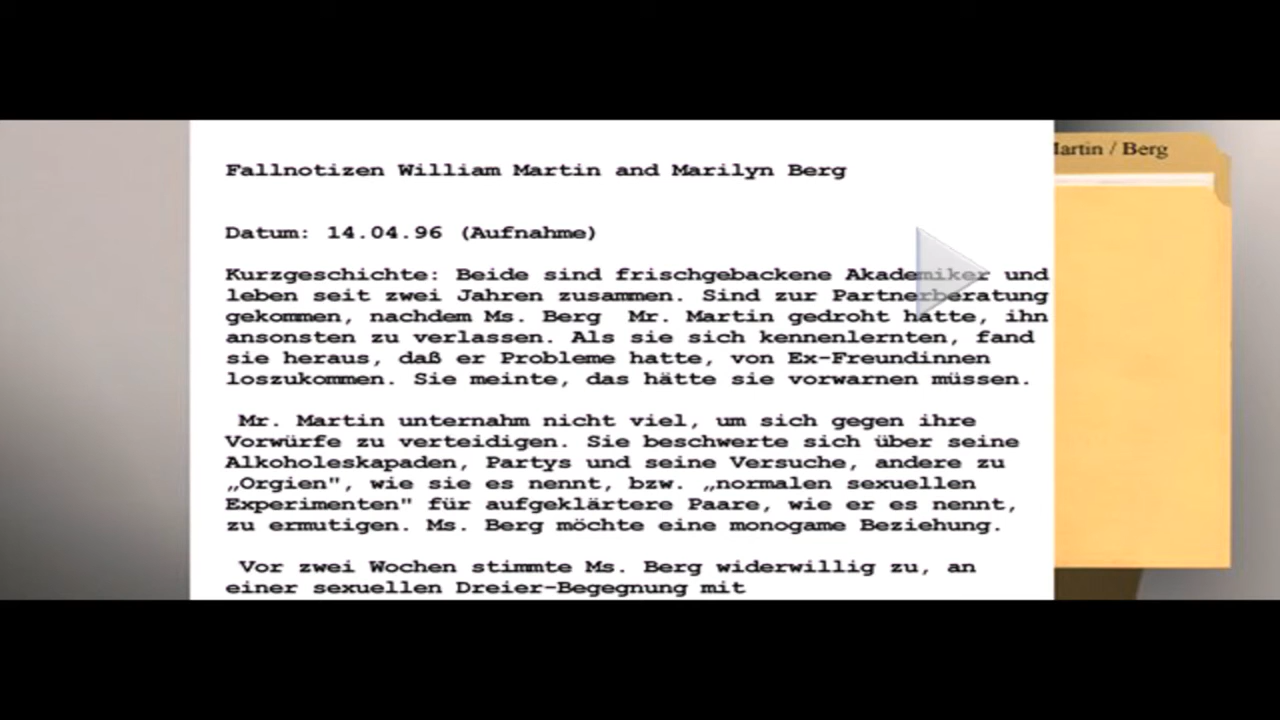 Fallnotizen William Martin and Marilyn Berg
Martin / Berg
Datum: 14.04.96 (Aufnahme)
Kurzgeschichte: Beide sind frischgebackene Akademiker und
leben seit zwei Jahren zusammen. Sind zur Partnerberatung
gekommen, nachdem Ms. Berg Mr. Martin gedroht hatte, ihn
ansonsten zu verlassen. Als sie sich kennenlernten, fand
sie heraus, daß er Probleme hatte, von Ex-Freundinnen
loszukommen. Sie meinte, das hätte sie vorwarnen müssen.
Mr. Martin unternahm nicht viel, um sich gegen ihre
Vorwürfe zu verteidigen. Sie beschwerte sich über seine
Alkoholeskapaden, Partys und seine Versuche, andere zu
„Orgien", wie sie es nennt, bzw. „normalen sexuellen
Experimenten" für aufgeklärtere Paare, wie er es nennt,
zu ermutigen. Ms. Berg möchte eine monogame Beziehung.
Vor zwei Wochen stimmte Ms. Berg widerwillig zu, an
einer sexuellen Dreier-Begegnung mit